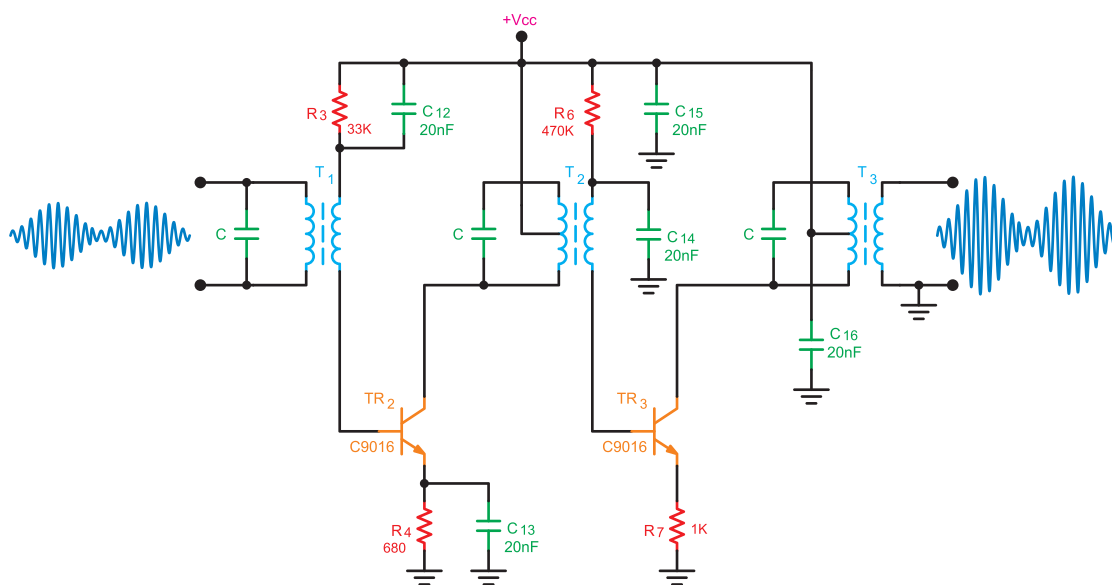 +Vcc
R3
33K
C12
20nF
R6
470K
C15
20nF
T1
T2
T3
C
C
C14
20nF
C
C16
20nF
TR2
C9016
TR3
C9016
R4
680
C13
20nF
R7
1K